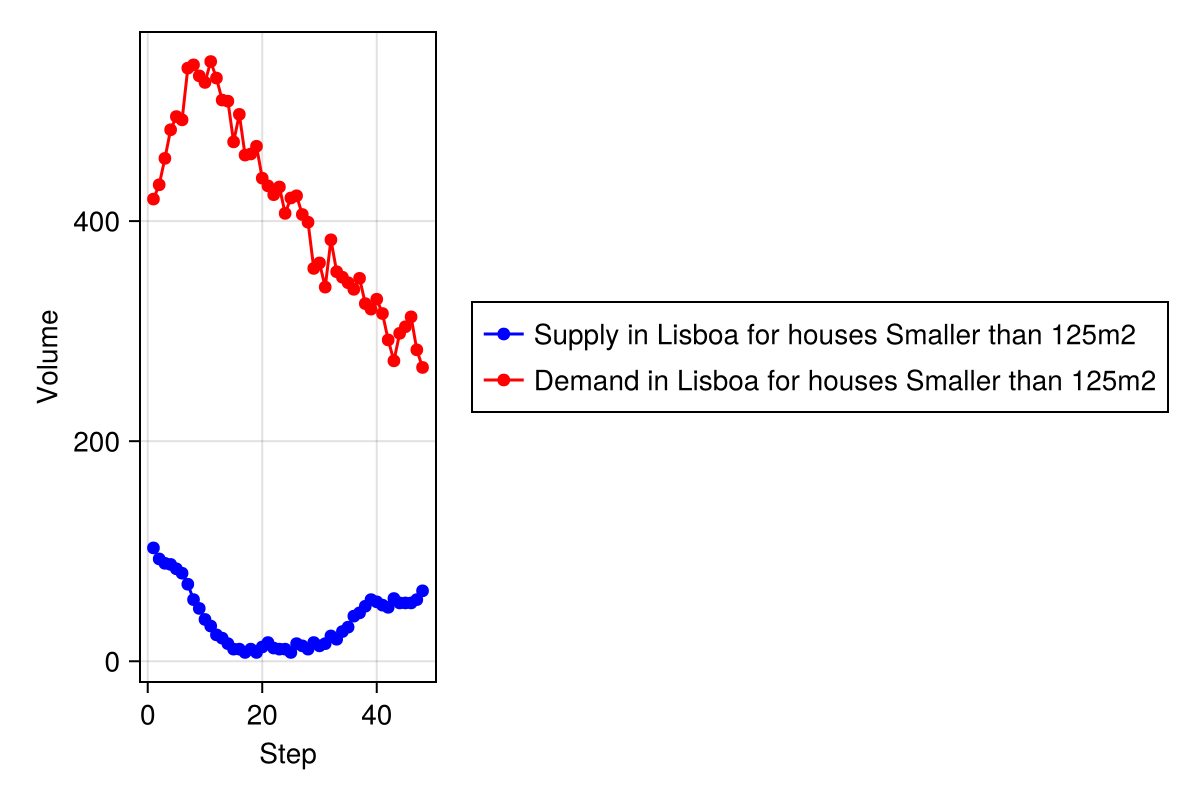 Volume
400
200
0
0 20 40
Step
Supply in Lisboa for houses Smaller than 125m2
Demand in Lisboa for houses Smaller than 125m2